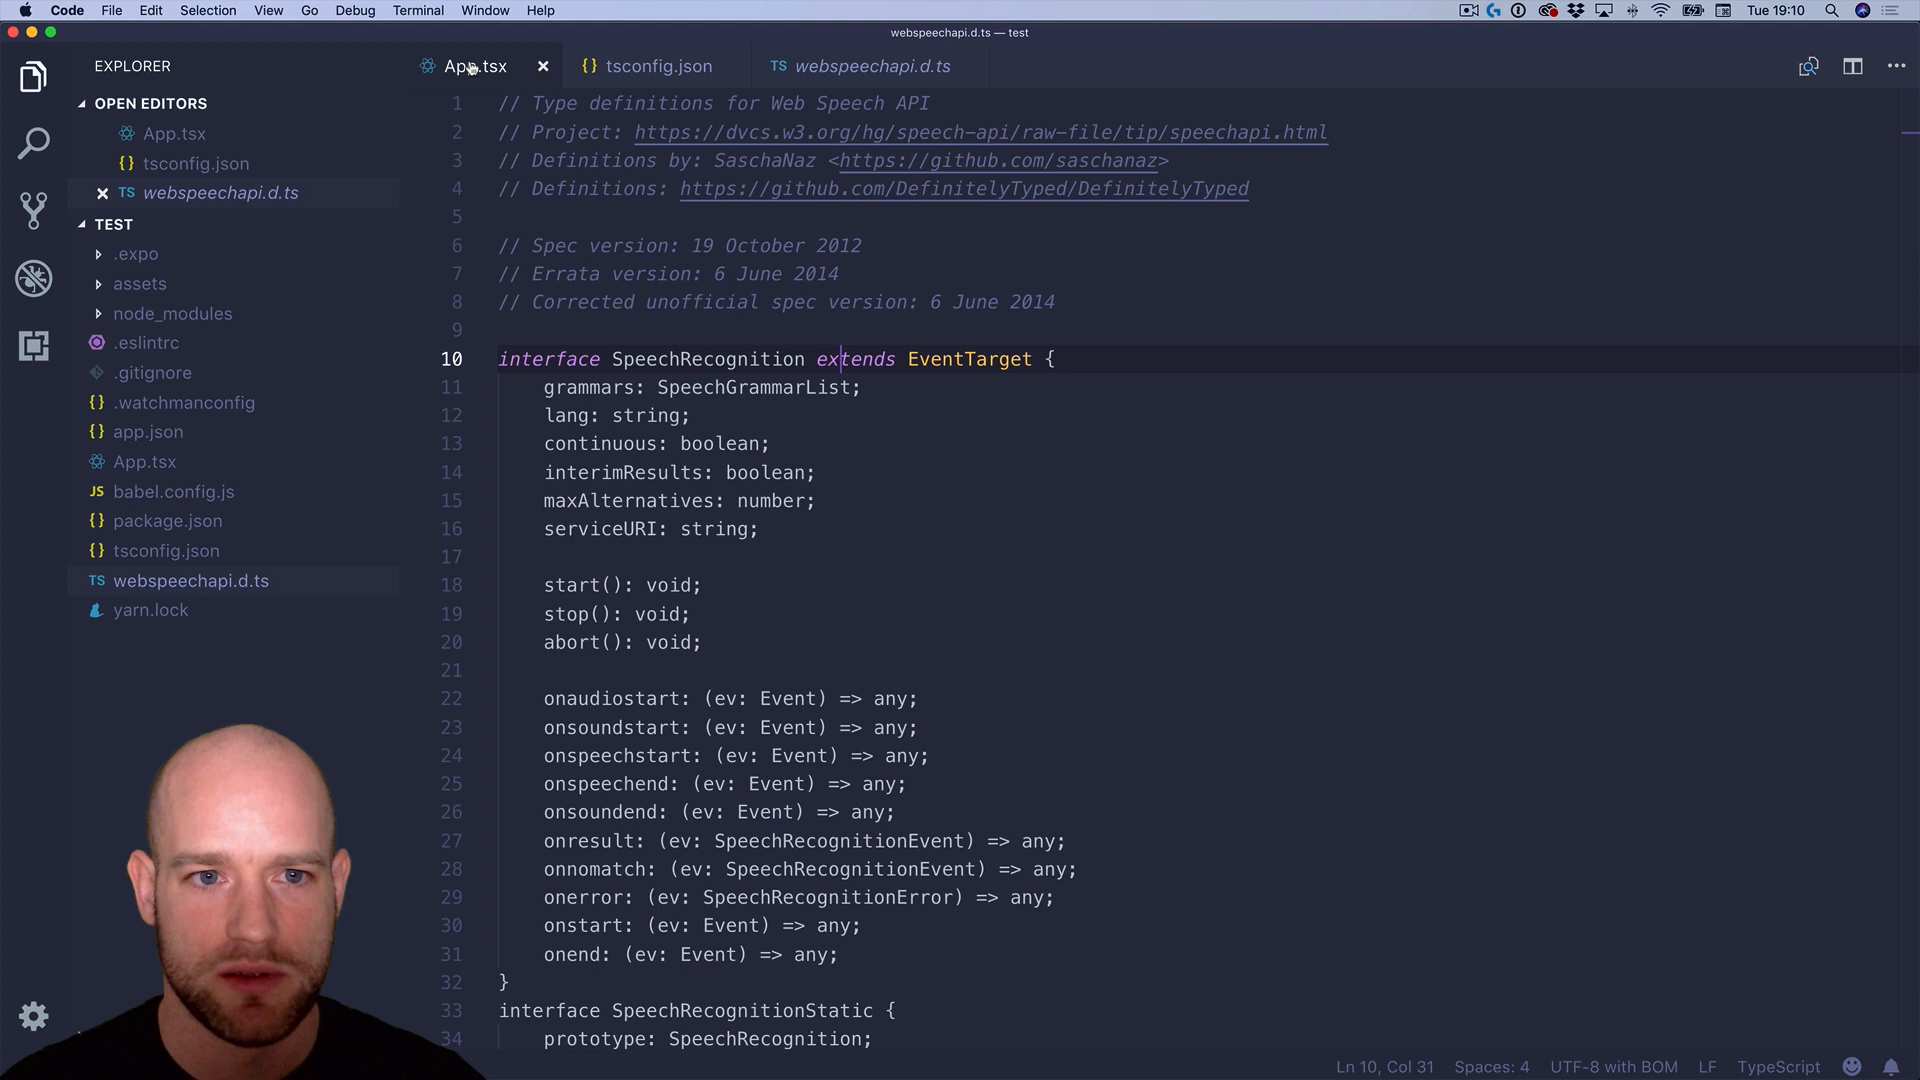 Code File Edit Selection View Go Debug Terminal Window Help Tue 19:10
webspeechapi.d.ts — test
EXPLORER
OPEN EDITORS
App.tsx
{} tsconfig.json
TS webspeechapi.d.ts
TEST
.expo
assets
node_modules
.eslintrc
.gitignore
{} .watchmanconfig
{} app.json
App.tsx
JS babel.config.js
{} package.json
{} tsconfig.json
TS webspeechapi.d.ts
yarn.lock
App.tsx {} tsconfig.json TS webspeechapi.d.ts
1 // Type definitions for Web Speech API
2 // Project: https://dvcs.w3.org/hg/speech-api/raw-file/tip/speechapi.html
3 // Definitions by: SaschaNaz <https://github.com/saschanaz>
4 // Definitions: https://github.com/DefinitelyTyped/DefinitelyTyped
5
6 // Spec version: 19 October 2012
7 // Errata version: 6 June 2014
8 // Corrected unofficial spec version: 6 June 2014
9
10 interface SpeechRecognition extends EventTarget {
11 grammars: SpeechGrammarList;
12 lang: string;
13 continuous: boolean;
14 interimResults: boolean;
15 maxAlternatives: number;
16 serviceURI: string;
17
18 start(): void;
19 stop(): void;
20 abort(): void;
21
22 onaudiostart: (ev: Event) => any;
23 onsoundstart: (ev: Event) => any;
24 onspeechstart: (ev: Event) => any;
25 onspeechend: (ev: Event) => any;
26 onsoundend: (ev: Event) => any;
27 onresult: (ev: SpeechRecognitionEvent) => any;
28 onnomatch: (ev: SpeechRecognitionEvent) => any;
29 onerror: (ev: SpeechRecognitionError) => any;
30 onstart: (ev: Event) => any;
31 onend: (ev: Event) => any;
32 }
33 interface SpeechRecognitionStatic {
34 prototype: SpeechRecognition;
Ln 10, Col 31 Spaces: 4 UTF-8 with BOM LF TypeScript